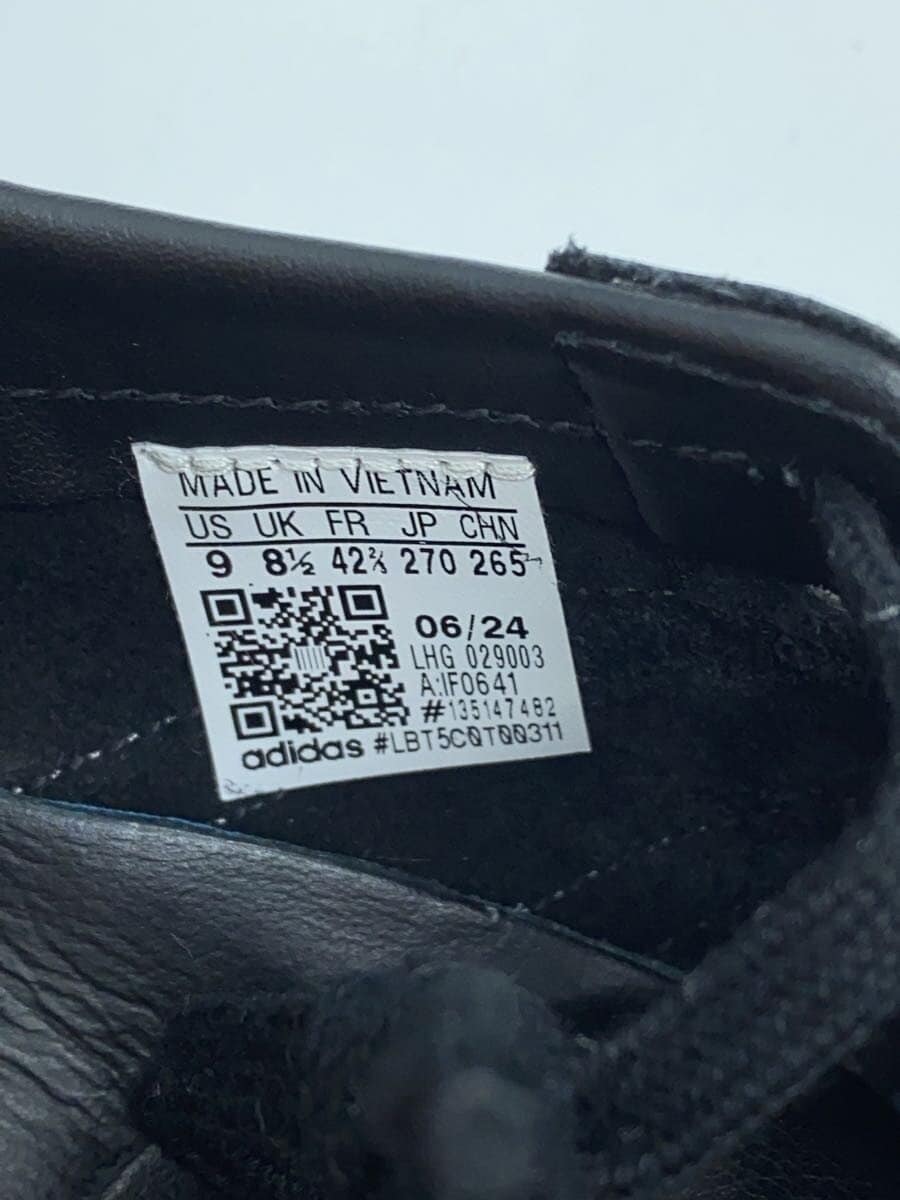 MADE IN VIETNAM
US UK FR JP CHN
9 8½ 42⅔ 270 265
06/24
LHG 029003
A:IF0641
#135147482
adidas #LBT5C0T00311